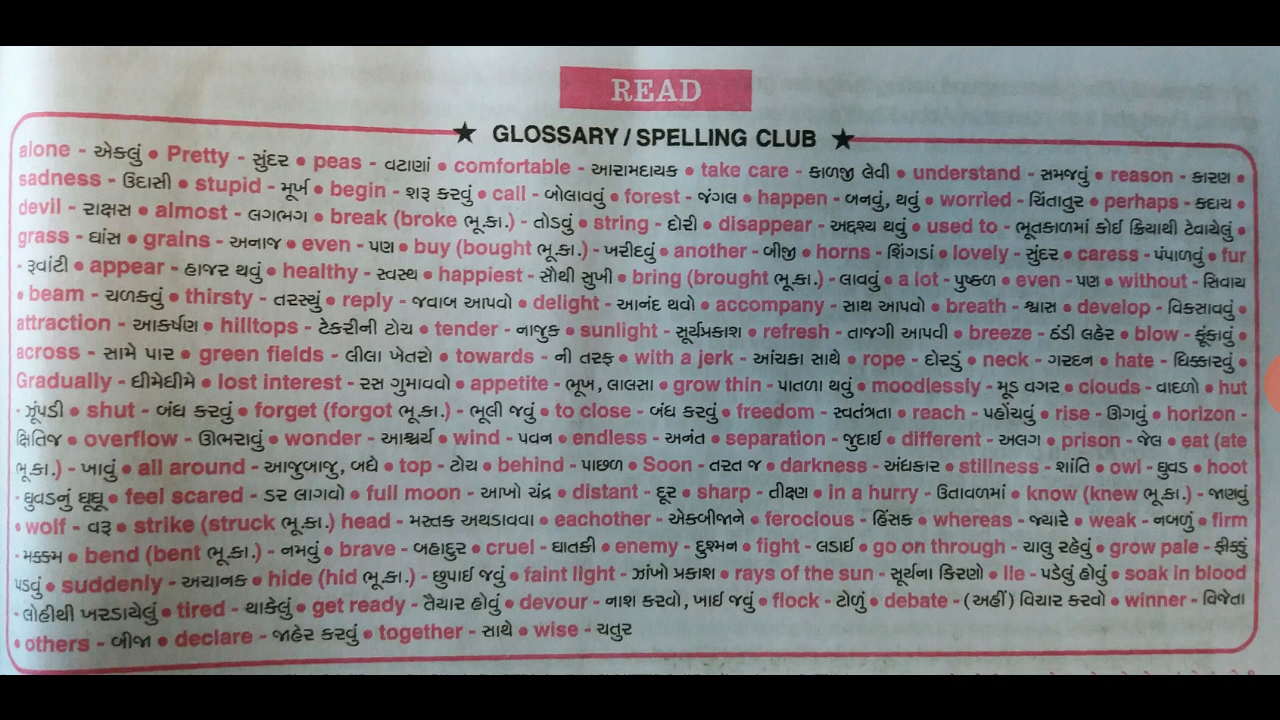 READ
★ GLOSSARY / SPELLING CLUB ★
alone - એકલું • Pretty - સુંદર • peas - વટાણાં • comfortable - આરામદાયક • take care - કાળજી લેવી • understand - સમજવું • reason - કારણ •
sadness - ઉદાસી • stupid - મૂર્ખ • begin - શરૂ કરવું • call - બોલાવવું • forest - જંગલ • happen - બનવું, થવું • worried - ચિંતાતુર • perhaps - કદાચ •
devil - રાક્ષસ • almost - લગભગ • break (broke ભૂ.કા.) - તોડવું • string - દોરી • disappear - અદ્દશ્ય થવું • used to - ભૂતકાળમાં કોઈ ક્રિયાથી ટેવાયેલું •
grass - ઘાંસ • grains - અનાજ • even - પણ • buy (bought ભૂ.કા.) - ખરીદવું • another - બીજી • horns - શિંગડાં • lovely - સુંદર • caress - પંપાળવું • fur
- રૂવાંટી • appear - હાજર થવું • healthy - સ્વસ્થ • happiest - સૌથી સુખી • bring (brought ભૂ.કા.) - લાવવું • a lot - પુષ્કળ • even - પણ • without - સિવાય
• beam - ચળકવું • thirsty - તરસ્યું • reply - જવાબ આપવો • delight - આનંદ થવો • accompany - સાથ આપવો • breath - શ્વાસ • develop - વિકસાવવું •
attraction - આકર્ષણ • hilltops - ટેકરીની ટોચ • tender - નાજુક • sunlight - સૂર્યપ્રકાશ • refresh - તાજગી આપવી • breeze - ઠંડી લહેર • blow - ફૂંકાવું •
across - સામે પાર • green fields - લીલા ખેતરો • towards - ની તરફ • with a jerk - આંચકા સાથે • rope - દોરડું • neck - ગરદન • hate - ધિક્કારવું •
Gradually - ધીમેધીમે • lost interest - રસ ગુમાવવો • appetite - ભૂખ, લાલસા • grow thin - પાતળા થવું • moodlessly - મૂડ વગર • clouds - વાદળો • hut
- ઝૂંપડી • shut - બંધ કરવું • forget (forgot ભૂ.કા.) - ભૂલી જવું • to close - બંધ કરવું • freedom - સ્વતંત્રતા • reach - પહોંચવું • rise - ઊગવું • horizon -
ક્ષિતિજ • overflow - ઊભરાવું • wonder - આશ્ચર્ય • wind - પવન • endless - અનંત • separation - જુદાઈ • different - અલગ • prison - જેલ • eat (ate
ભૂ.કા.) - ખાવું • all around - આજુબાજુ, બધે • top - ટોચ • behind - પાછળ • Soon - તરત જ • darkness - અંધકાર • stillness - શાંતિ • owl - ઘુવડ • hoot
- ઘુવડનું ઘૂઘૂ • feel scared - ડર લાગવો • full moon - આખો ચંદ્ર • distant - દૂર • sharp - તીક્ષ્ણ • in a hurry - ઉતાવળમાં • know (knew ભૂ.કા.) - જાણવું
• wolf - વરૂ • strike (struck ભૂ.કા.) head - મસ્તક અથડાવવા • eachother - એકબીજાને • ferocious - હિંસક • whereas - જ્યારે • weak - નબળું • firm
- મક્કમ • bend (bent ભૂ.કા.) - નમવું • brave - બહાદુર • cruel - ઘાતકી • enemy - દુશ્મન • fight - લડાઈ • go on through - ચાલુ રહેવું • grow pale - ફીક્કું
પડવું • suddenly - અચાનક • hide (hid ભૂ.કા.) - છુપાઈ જવું • faint light - ઝાંખો પ્રકાશ • rays of the sun - સૂર્યના કિરણો • lie - પડેલું હોવું • soak in blood
- લોહીથી ખરડાયેલું • tired - થાકેલું • get ready - તૈયાર હોવું • devour - નાશ કરવો, ખાઈ જવું • flock - ટોળું • debate - (અહીં) વિચાર કરવો • winner - વિજેતા
• others - બીજા • declare - જાહેર કરવું • together - સાથે • wise - ચતુર